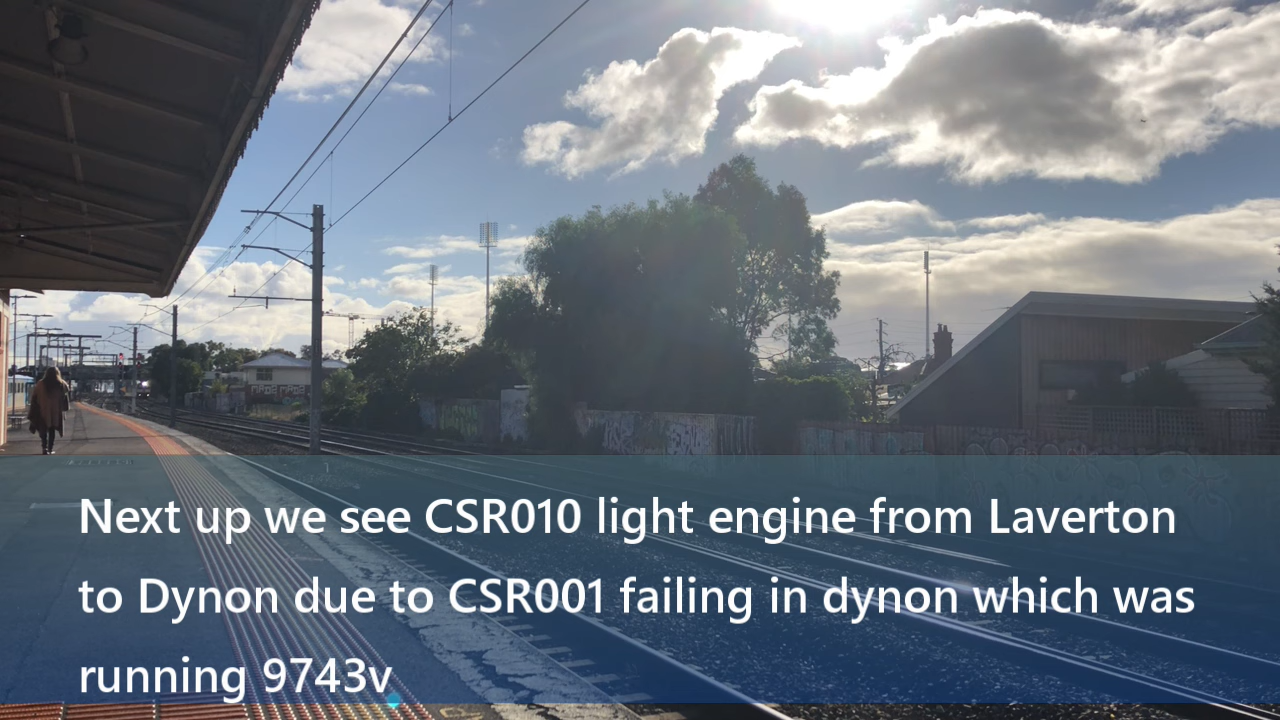 Next up we see CSR010 light engine from Laverton
to Dynon due to CSR001 failing in dynon which was
running 9743v